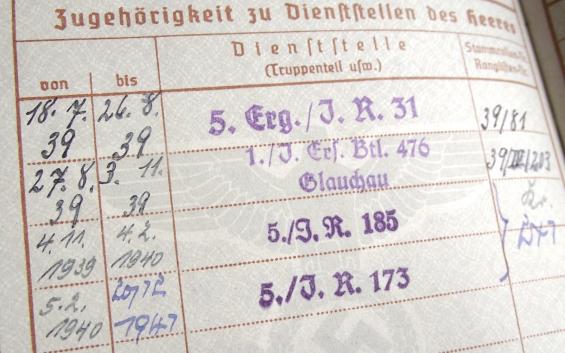 Zugehörigkeit zu Dienststellen des Heeres
von bis Dienststelle
(Truppenteil usw.)
18. 7. 39 26. 8. 39 5. Erg./J. R. 31 39/81
27. 8. 39 3. 11. 39 1./J. Ers. Btl. 476
Glauchau
4. 11. 1939 4. 2. 1940 5./J. R. 185
5. 2. 1940 5./J. R. 173